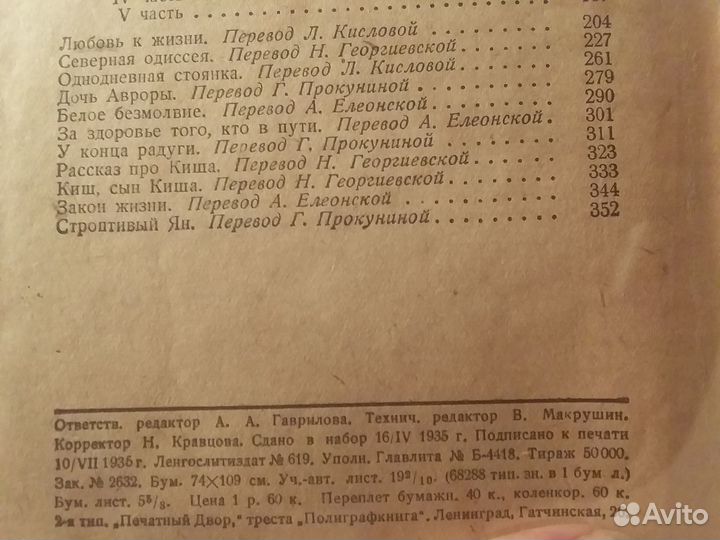 V часть . . . . . . . . . . . . . . . . . . . . . . . . . 204
Любовь к жизни. Перевод Л. Кисловой . . . . . . . . . 227
Северная одиссея. Перевод Н. Георгиевской . . . . . . . 261
Однодневная стоянка. Перевод Л. Кисловой . . . . . . . 279
Дочь Авроры. Перевод Г. Прокуниной . . . . . . . . . . 290
Белое безмолвие. Перевод А. Елеонской . . . . . . . . . 301
За здоровье того, кто в пути. Перевод А. Елеонской . 311
У конца радуги. Перевод Г. Прокуниной . . . . . . . . . 323
Рассказ про Киша. Перевод Н. Георгиевской . . . . . . . 333
Киш, сын Киша. Перевод Н. Георгиевской . . . . . . . . 344
Закон жизни. Перевод А. Елеонской . . . . . . . . . . . 352
Строптивый Ян. Перевод Г. Прокуниной . . . . . . . . .
Ответств. редактор А. А. Гаврилова. Технич. редактор В. Макрушин.
Корректор Н. Кравцова. Сдано в набор 16/IV 1935 г. Подписано к печати
10/VII 1935 г. Ленгослитиздат № 619. Уполн. Главлита № Б-4418. Тираж 50000.
Зак. № 2632. Бум. 74×109 см. Уч.-авт. лист. 19²/₁₀. (68288 тип. зн. в 1 бум л.)
Бум. лист. 5⁵/₈. Цена 1 р. 60 к. Переплет бумажн. 40 к., коленкор. 60 к.
2-я тип. „Печатный Двор,“ треста „Полиграфкнига“. Ленинград, Гатчинская, 26.
Avito